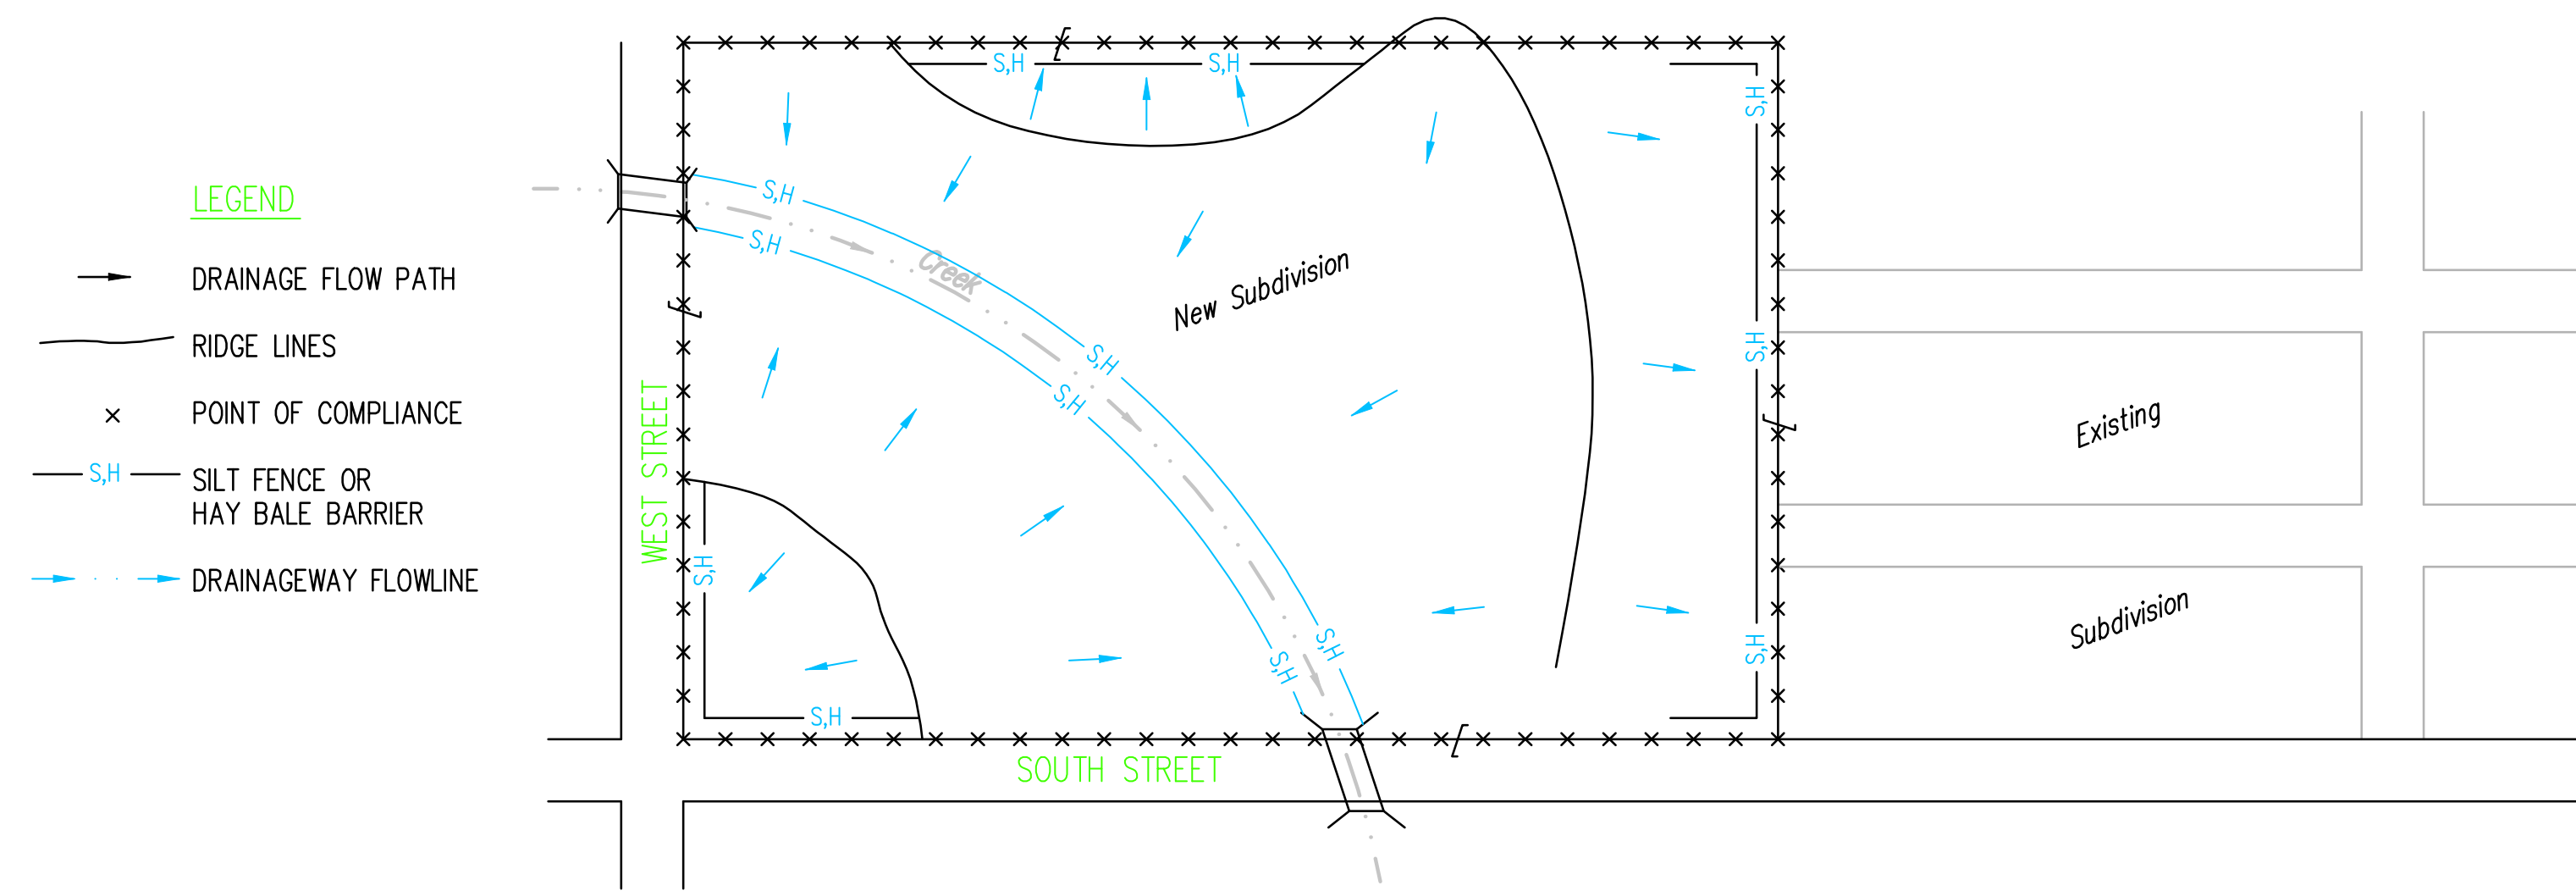 LEGEND
DRAINAGE FLOW PATH
RIDGE LINES
POINT OF COMPLIANCE
S,H
SILT FENCE OR
HAY BALE BARRIER
DRAINAGEWAY FLOWLINE
S,H
S,H
S,H
S,H
S,H
Creek
New Subdivision
S,H
S,H
S,H
WEST STREET
S,H
S,H
S,H
S,H
S,H
S,H
SOUTH STREET
Existing
Subdivision